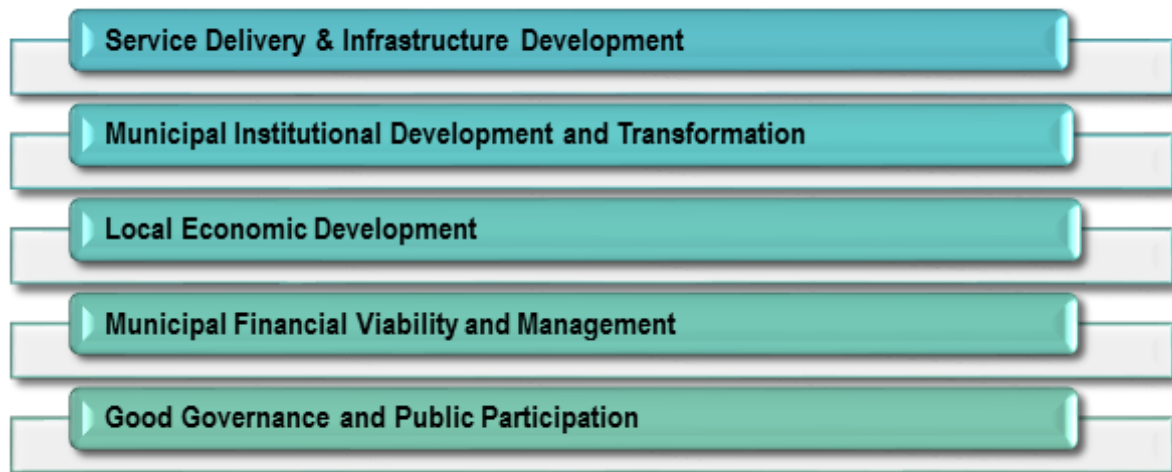 Service Delivery & Infrastructure Development
Municipal Institutional Development and Transformation
Local Economic Development
Municipal Financial Viability and Management
Good Governance and Public Participation